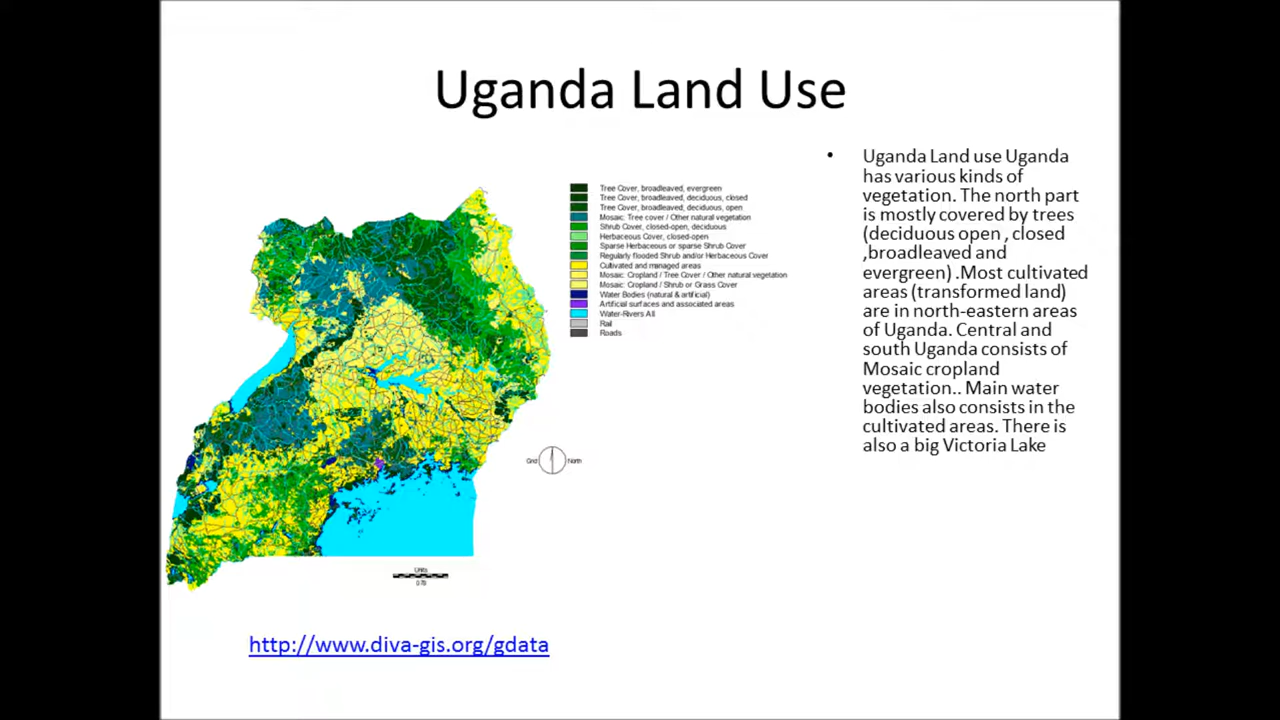 Uganda Land Use
Tree Cover, broadleaved, evergreen
Tree Cover, broadleaved, deciduous, closed
Tree Cover, broadleaved, deciduous, open
Mosaic: Tree cover / Other natural vegetation
Shrub Cover, closed-open, deciduous
Herbaceous Cover, closed-open
Sparse Herbaceous or sparse Shrub Cover
Regularly flooded Shrub and/or Herbaceous Cover
Cultivated and managed areas
Mosaic: Cropland / Tree Cover / Other natural vegetation
Mosaic: Cropland / Shrub or Grass Cover
Water Bodies (natural & artificial)
Artificial surfaces and associated areas
Water-Rivers All
Rail
Roads
Grid North
Units
0.70
http://www.diva-gis.org/gdata
• Uganda Land use Uganda
has various kinds of
vegetation. The north part
is mostly covered by trees
(deciduous open , closed
,broadleaved and
evergreen) .Most cultivated
areas (transformed land)
are in north-eastern areas
of Uganda. Central and
south Uganda consists of
Mosaic cropland
vegetation.. Main water
bodies also consists in the
cultivated areas. There is
also a big Victoria Lake